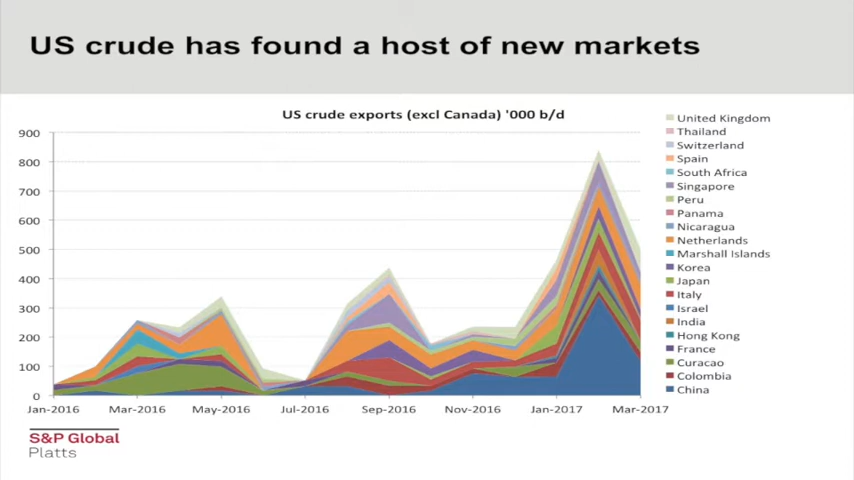 US crude has found a host of new markets
US crude exports (excl Canada) '000 b/d
900
800
700
600
500
400
300
200
100
0
Jan-2016
Mar-2016
May-2016
Jul-2016
Sep-2016
Nov-2016
Jan-2017
Mar-2017
United Kingdom
Thailand
Switzerland
Spain
South Africa
Singapore
Peru
Panama
Nicaragua
Netherlands
Marshall Islands
Korea
Japan
Italy
Israel
India
Hong Kong
France
Curacao
Colombia
China
S&P Global
Platts